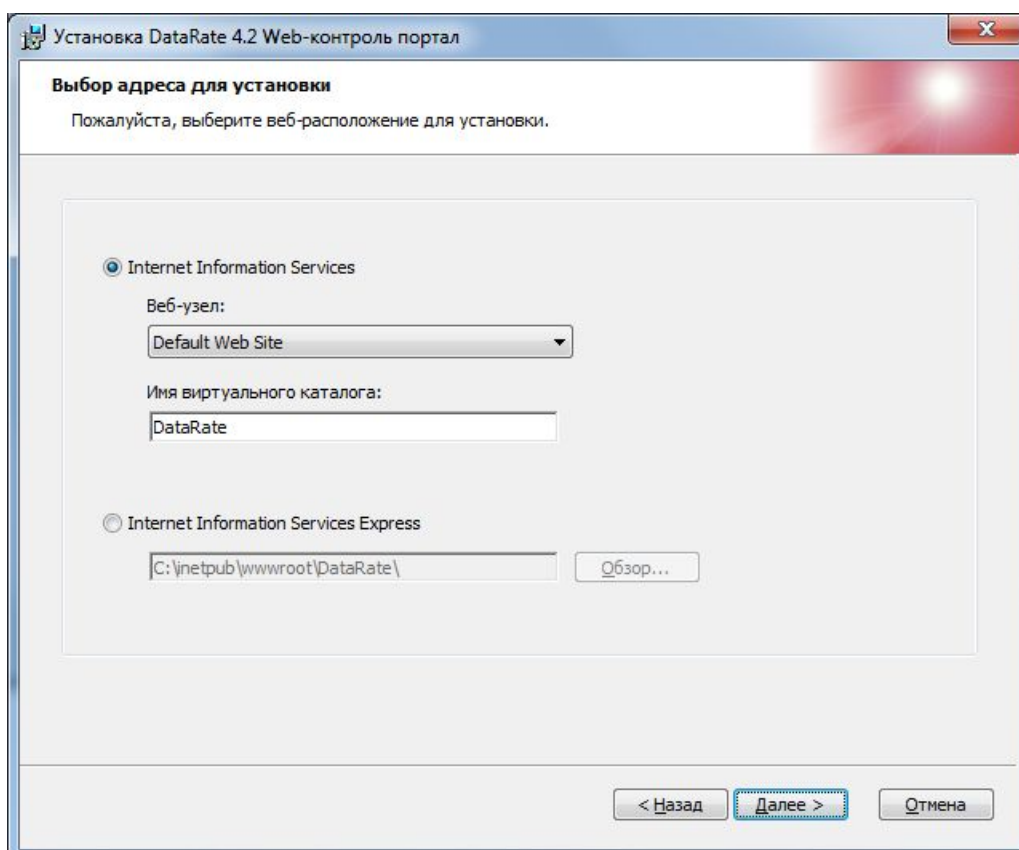 Установка DataRate 4.2 Web-контроль портал
Выбор адреса для установки
Пожалуйста, выберите веб-расположение для установки.
Internet Information Services
Веб-узел:
Default Web Site
Имя виртуального каталога:
DataRate
Internet Information Services Express
C:\inetpub\wwwroot\DataRate\
Обзор...
< Назад
Далее >
Отмена